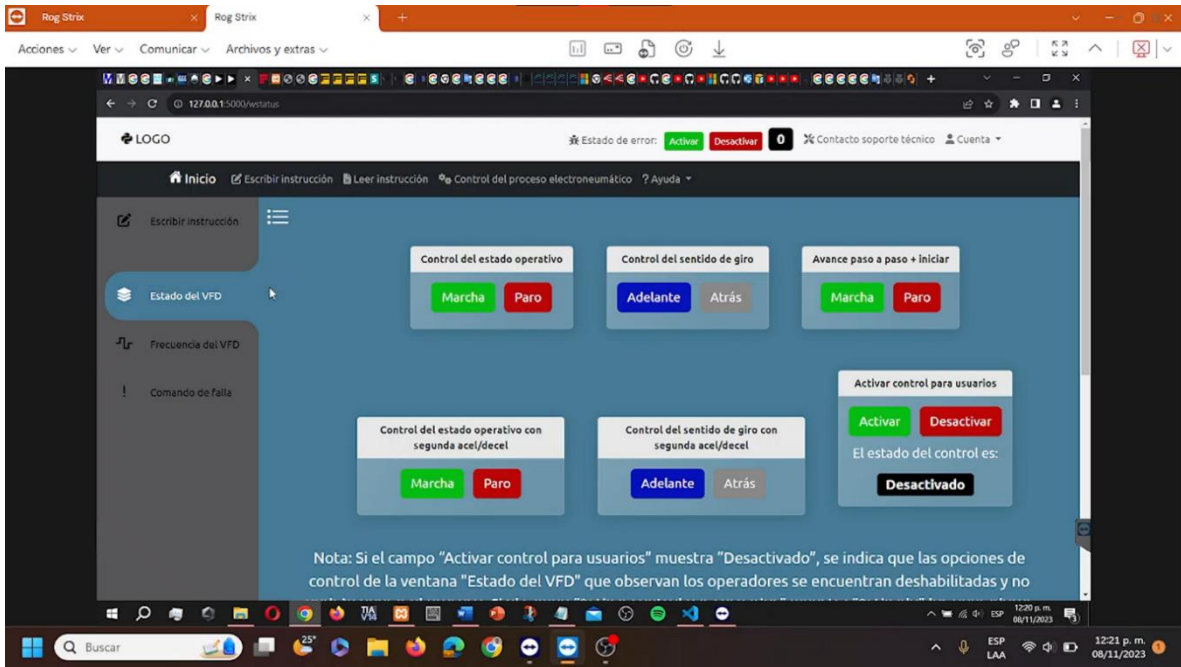 Rog Strix
Rog Strix
Acciones
Ver
Comunicar
Archivos y extras
127.0.0.1:5000/wstatus
LOGO
Estado de error:
Activar
Desactivar
0
Contacto soporte técnico
Cuenta
Inicio
Escribir instrucción
Leer instrucción
Control del proceso electroneumático
? Ayuda
Escribir instrucción
Estado del VFD
Frecuencia del VFD
Comando de falla
Control del estado operativo
Marcha
Paro
Control del sentido de giro
Adelante
Atrás
Avance paso a paso + iniciar
Marcha
Paro
Control del estado operativo con
segunda acel/decel
Marcha
Paro
Control del sentido de giro con
segunda acel/decel
Adelante
Atrás
Activar control para usuarios
Activar
Desactivar
El estado del control es:
Desactivado
Nota: Si el campo “Activar control para usuarios” muestra “Desactivado”, se indica que las opciones de
control de la ventana "Estado del VFD" que observan los operadores se encuentran deshabilitadas y no
ESP
12:20 p. m.
08/11/2023
Buscar
25°
ESP
LAA
12:21 p. m.
08/11/2023
1